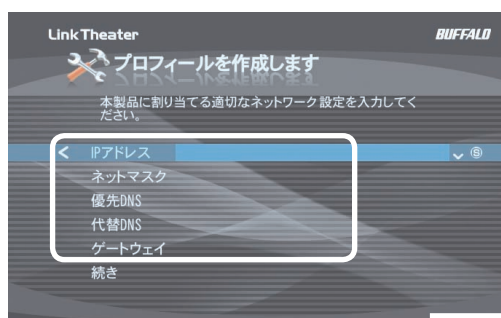 LinkTheater
BUFFALO
プロフィールを作成します
本製品に割り当てる適切なネットワーク設定を入力してく
ださい。
< IPアドレス Ⓢ
ネットマスク
優先DNS
代替DNS
ゲートウェイ
続き